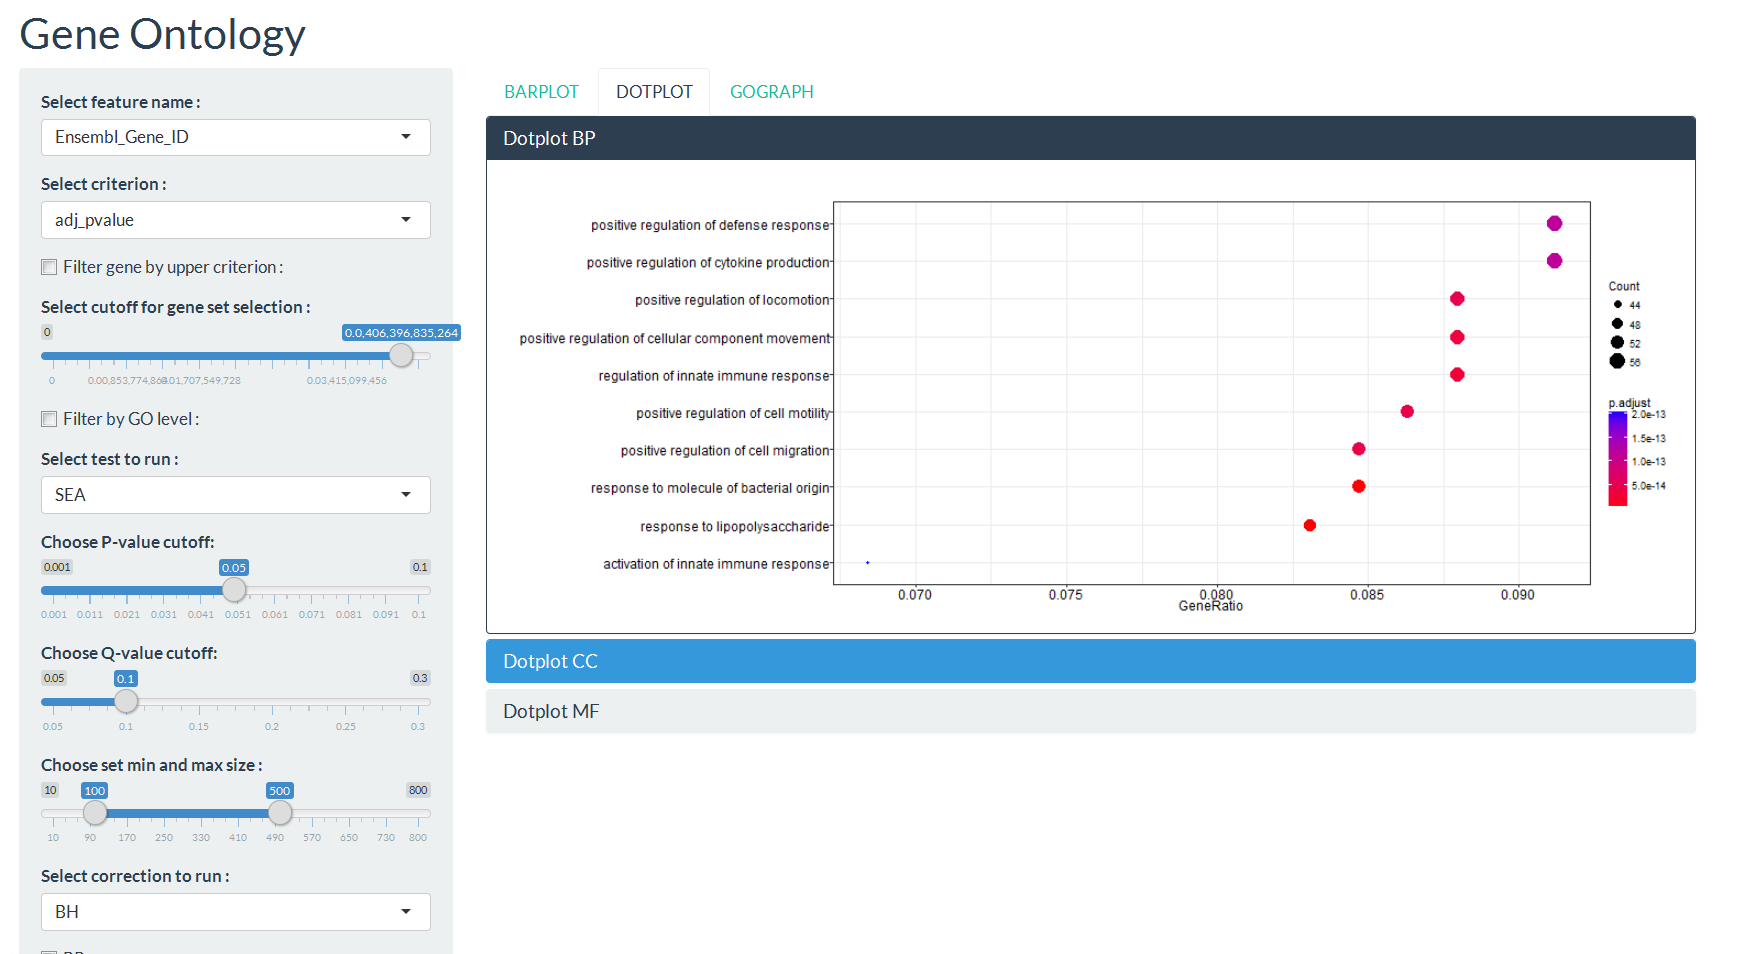 Gene Ontology
Select feature name :
Ensembl_Gene_ID
Select criterion :
adj_pvalue
Filter gene by upper criterion :
Select cutoff for gene set selection :
0 0.0,406,396,835,264
0 0.03,415,099,456
Filter by GO level :
Select test to run :
SEA
Choose P-value cutoff:
0.001 0.05 0.1
0.001 0.011 0.021 0.031 0.041 0.051 0.061 0.071 0.081 0.091 0.1
Choose Q-value cutoff:
0.05 0.1 0.3
0.05 0.1 0.15 0.2 0.25 0.3
Choose set min and max size :
10 100 500 800
10 90 170 250 330 410 490 570 650 730 800
Select correction to run :
BH
BARPLOT DOTPLOT GOGRAPH
Dotplot BP
positive regulation of defense response
positive regulation of cytokine production
positive regulation of locomotion
positive regulation of cellular component movement
regulation of innate immune response
positive regulation of cell motility
positive regulation of cell migration
response to molecule of bacterial origin
response to lipopolysaccharide
activation of innate immune response
0.070 0.075 0.080 0.085 0.090
GeneRatio
Count
44
48
52
56
p.adjust
2.0e-13
1.5e-13
1.0e-13
5.0e-14
Dotplot CC
Dotplot MF